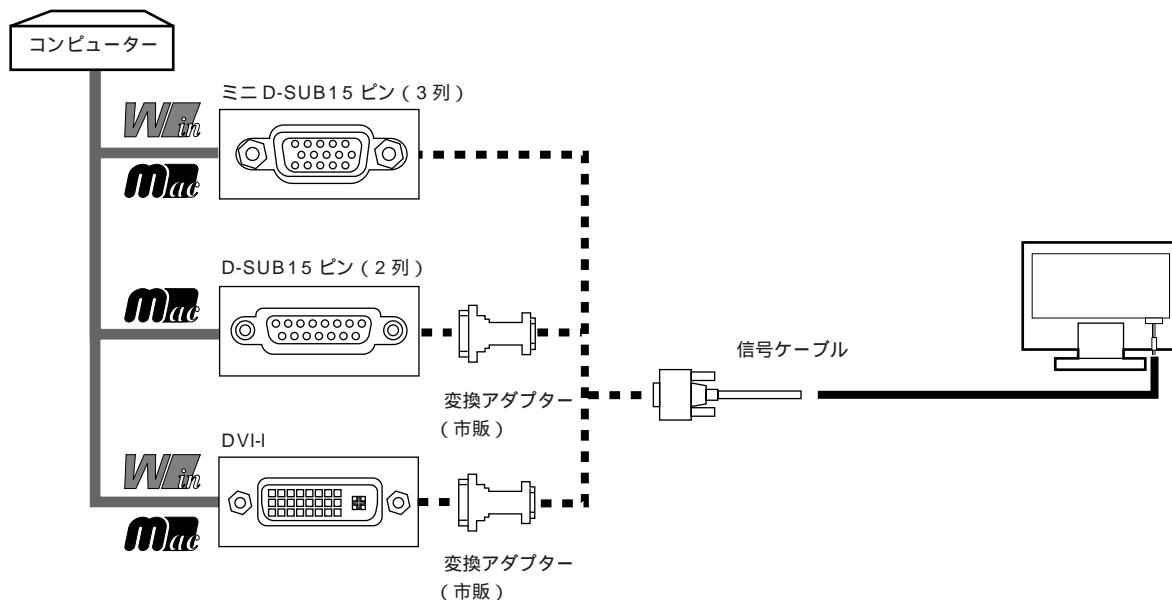 コンピューター
ミニ D-SUB15 ピン（3 列）
Win
Mac
D-SUB15 ピン（2 列）
Mac
変換アダプター
（市販）
信号ケーブル
DVI-I
Win
Mac
変換アダプター
（市販）